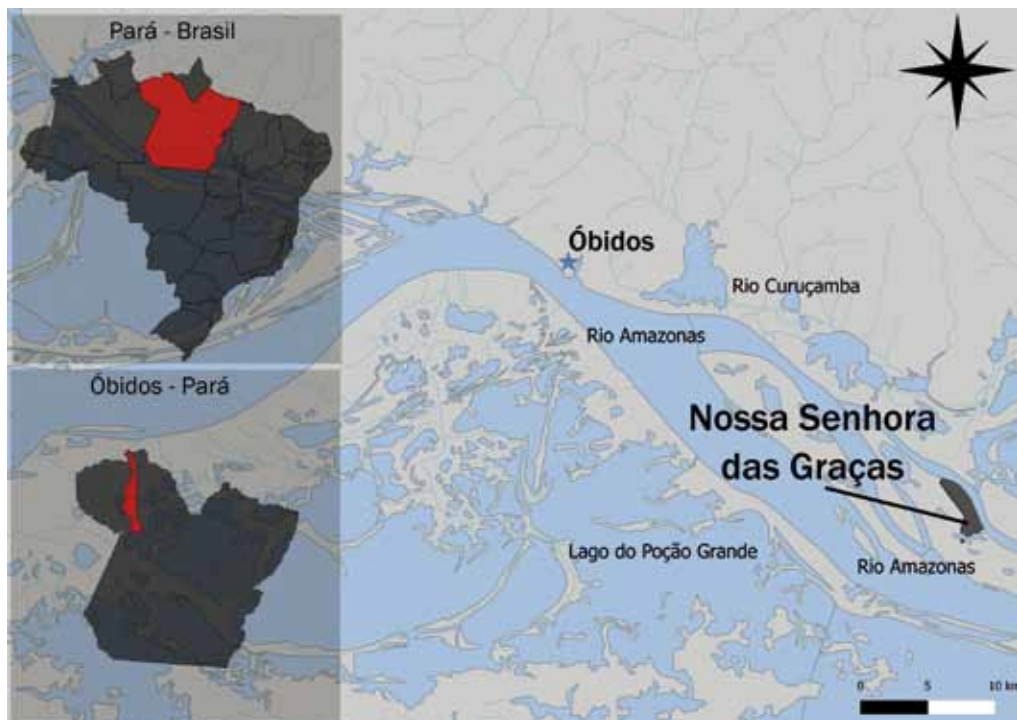 Pará - Brasil
Óbidos - Pará
Óbidos
Rio Curuçamba
Rio Amazonas
Nossa Senhora
das Graças
Lago do Poção Grande
Rio Amazonas
0 5 10 km